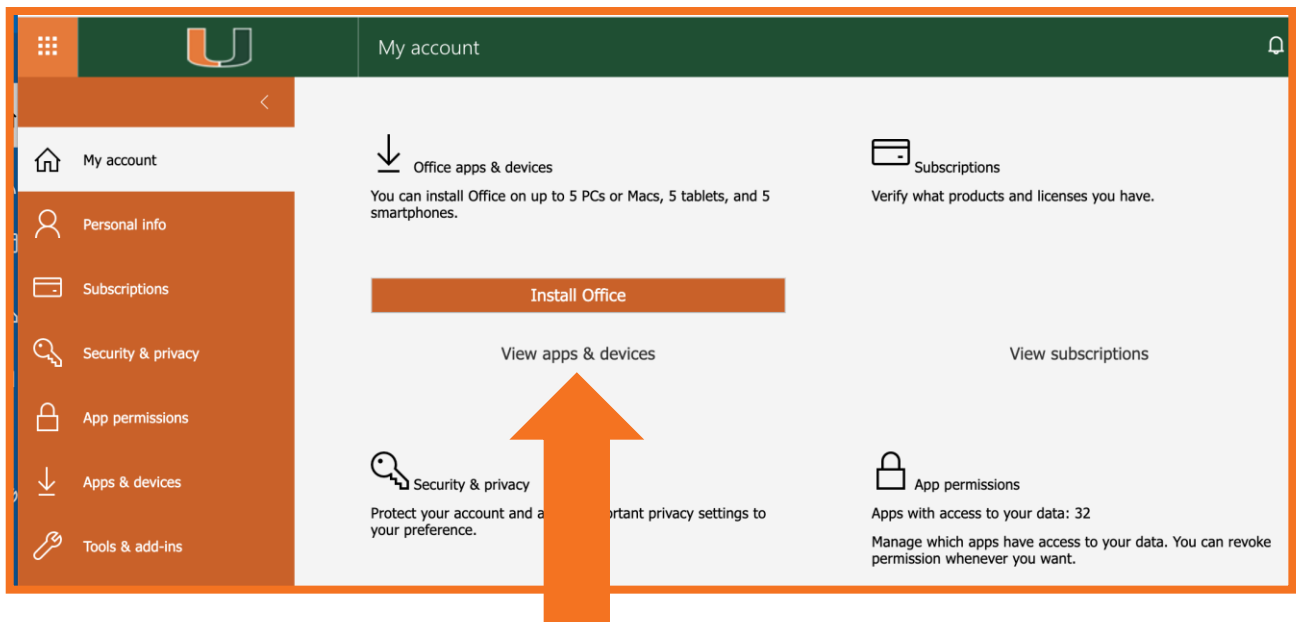 My account
My account
Personal info
Subscriptions
Security & privacy
App permissions
Apps & devices
Tools & add-ins
Office apps & devices
You can install Office on up to 5 PCs or Macs, 5 tablets, and 5
smartphones.
Install Office
View apps & devices
Subscriptions
Verify what products and licenses you have.
View subscriptions
Security & privacy
Protect your account and privacy settings to
your preference.
App permissions
Apps with access to your data: 32
Manage which apps have access to your data. You can revoke
permission whenever you want.